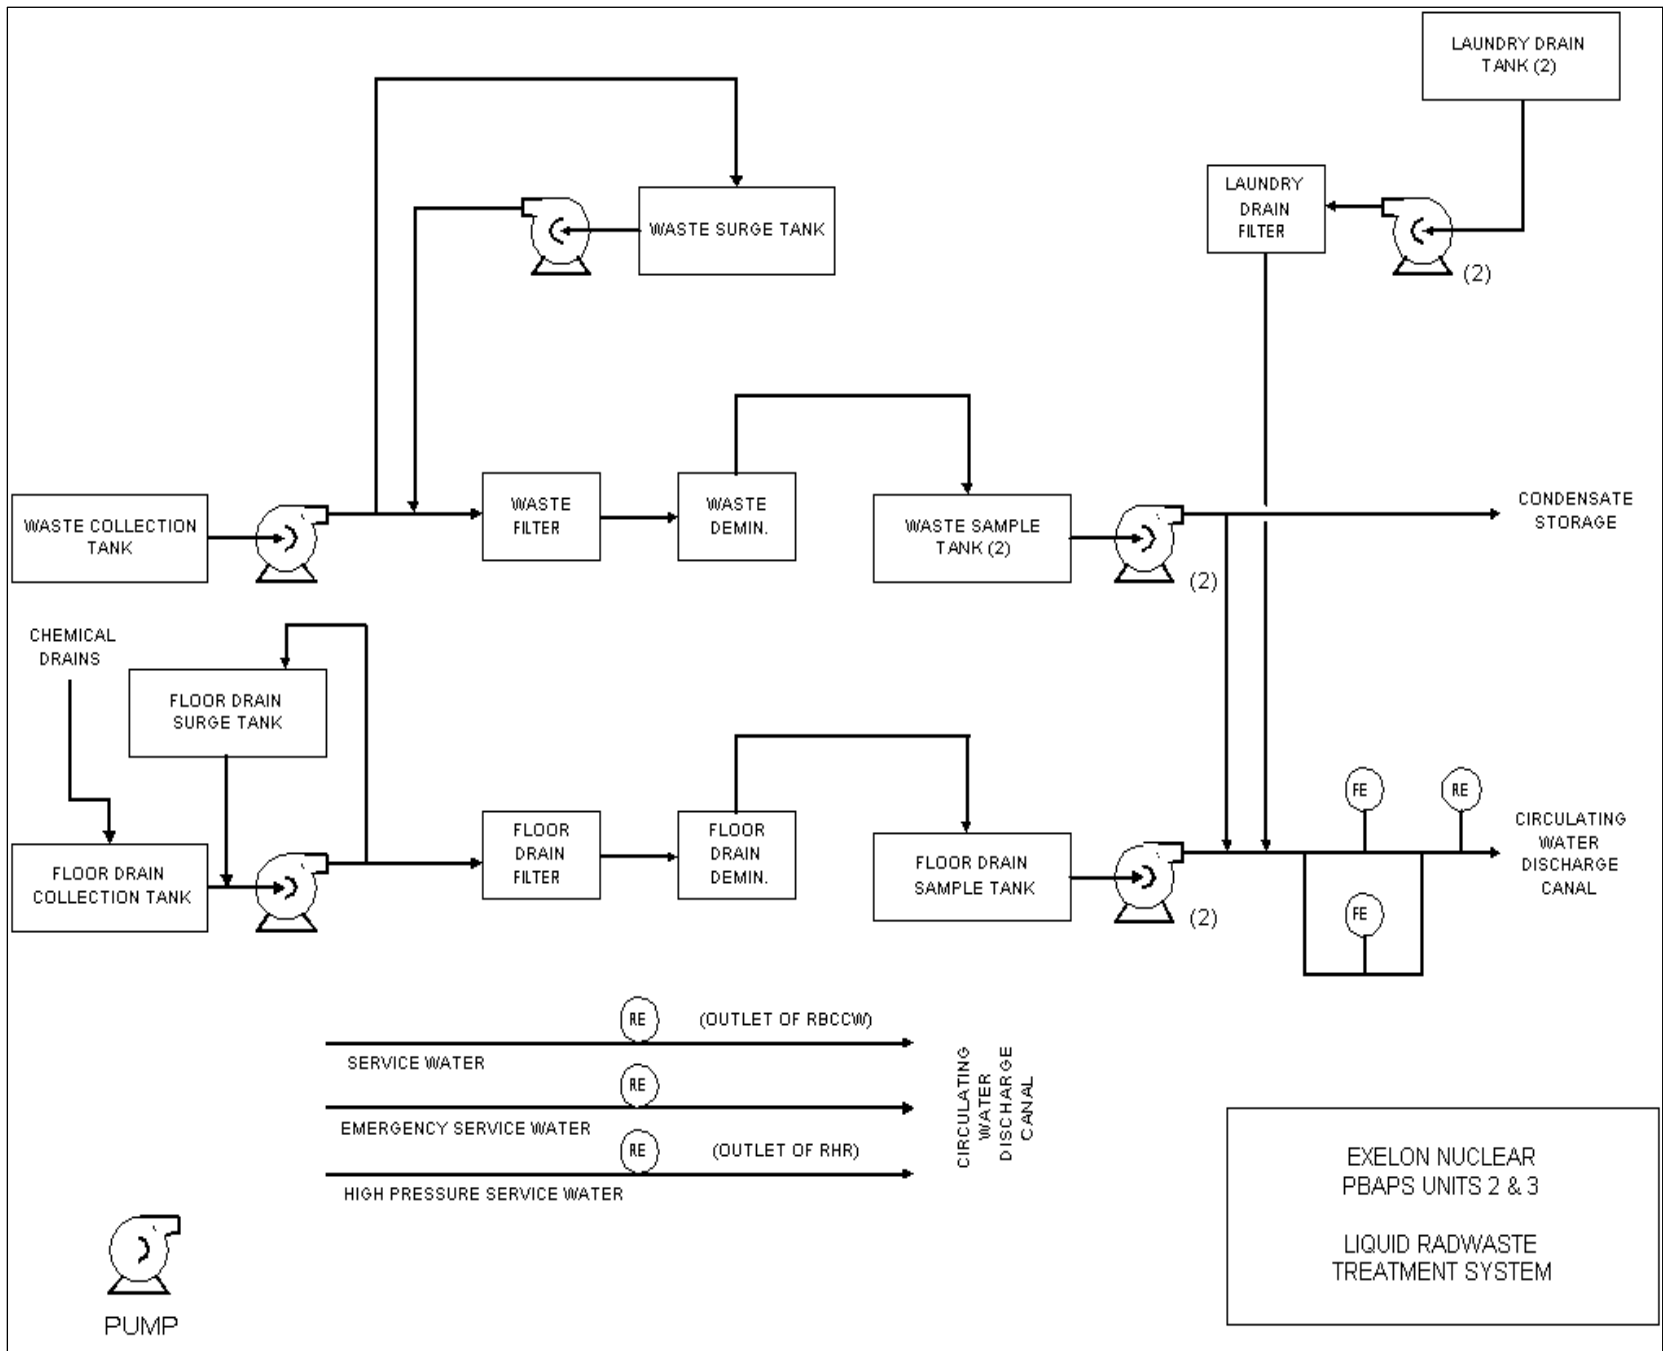 LAUNDRY DRAIN
TANK (2)
LAUNDRY
DRAIN
FILTER
(2)
WASTE SURGE TANK
WASTE COLLECTION
TANK
WASTE
FILTER
WASTE
DEMIN.
WASTE SAMPLE
TANK (2)
(2)
CONDENSATE
STORAGE
CHEMICAL
DRAINS
FLOOR DRAIN
SURGE TANK
FLOOR DRAIN
COLLECTION TANK
FLOOR
DRAIN
FILTER
FLOOR
DRAIN
DEMIN.
FLOOR DRAIN
SAMPLE TANK
(2)
FE
RE
FE
CIRCULATING
WATER
DISCHARGE
CANAL
RE
(OUTLET OF RBCCW)
SERVICE WATER
RE
EMERGENCY SERVICE WATER
RE
(OUTLET OF RHR)
HIGH PRESSURE SERVICE WATER
CIRCULATING
WATER
DISCHARGE
CANAL
PUMP
EXELON NUCLEAR
PBAPS UNITS 2 & 3
LIQUID RADWASTE
TREATMENT SYSTEM